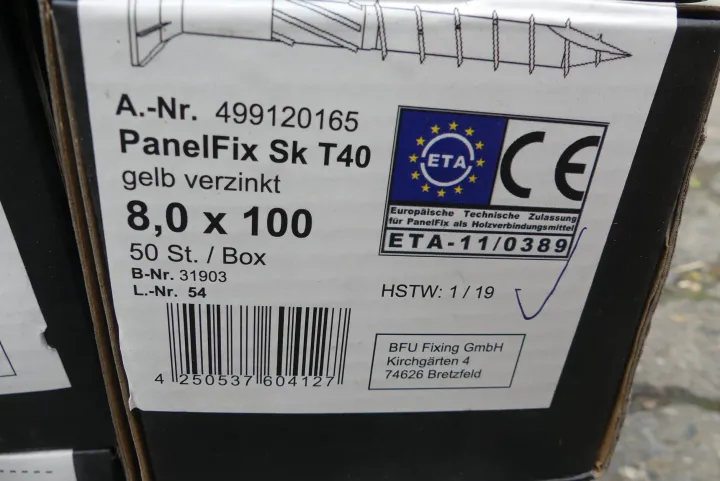 A.-Nr. 499120165
PanelFix Sk T40
gelb verzinkt
8,0 x 100
50 St. / Box
B-Nr. 31903
L.-Nr. 54
4 250537 604127
ETA
CE
Europäische Technische Zulassung
für PanelFix als Holzverbindungsmittel
ETA-11/0389
HSTW: 1 / 19
BFU Fixing GmbH
Kirchgärten 4
74626 Bretzfeld